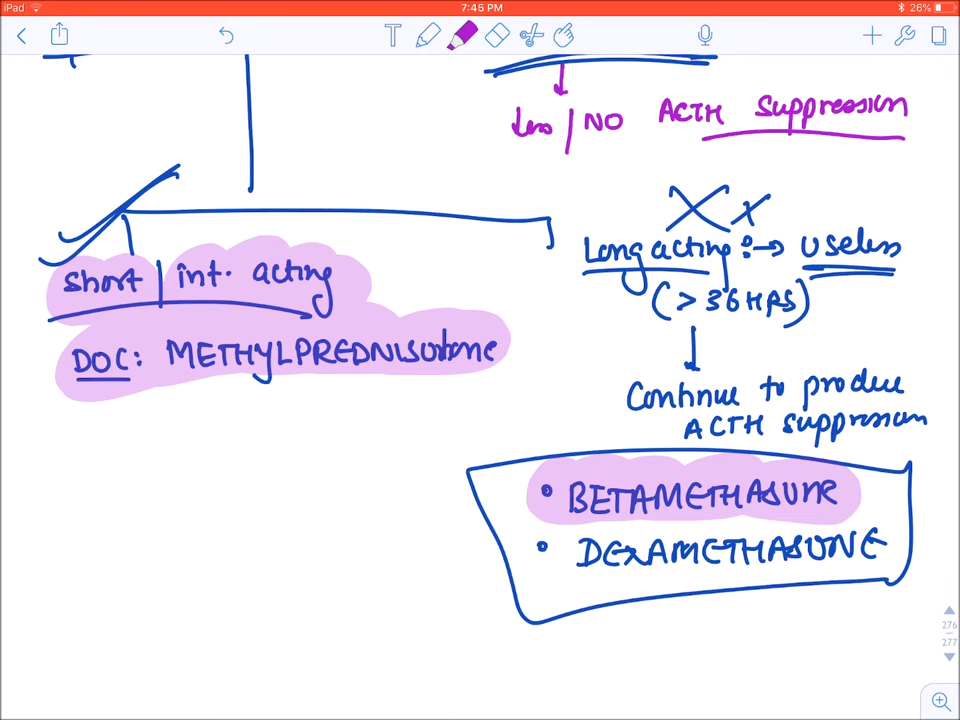 iPad 7:45 PM 26%
T
less / NO ACTH Suppression
Long acting :→ Useless
(> 36 HRS)
short | int. acting
DOC: METHYLPREDNISOLONE
Continue to produce
ACTH suppression
• BETAMETHASONE
• DEXAMETHASONE
276
277